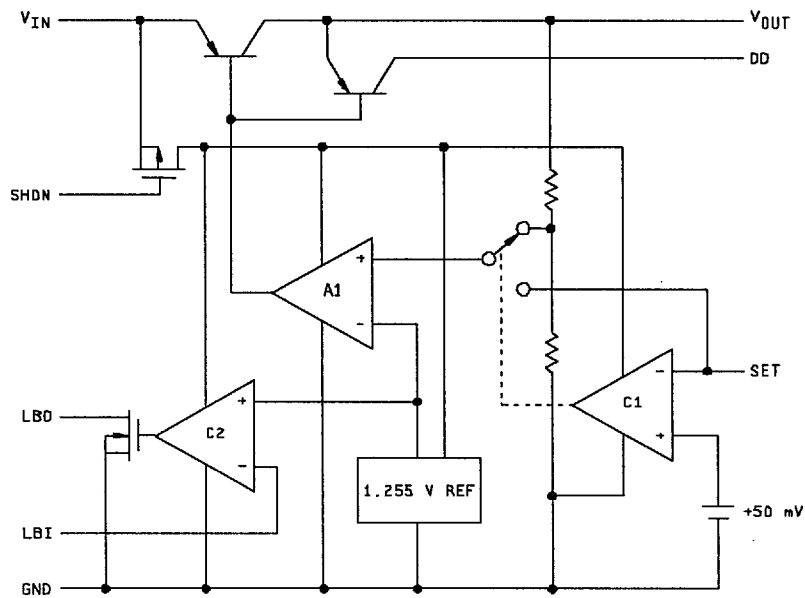 VIN
VOUT
DD
SHDN
+
A1
-
-
SET
LBO
+
C2
C1
-
+
1.255 V REF
+50 mV
LBI
GND